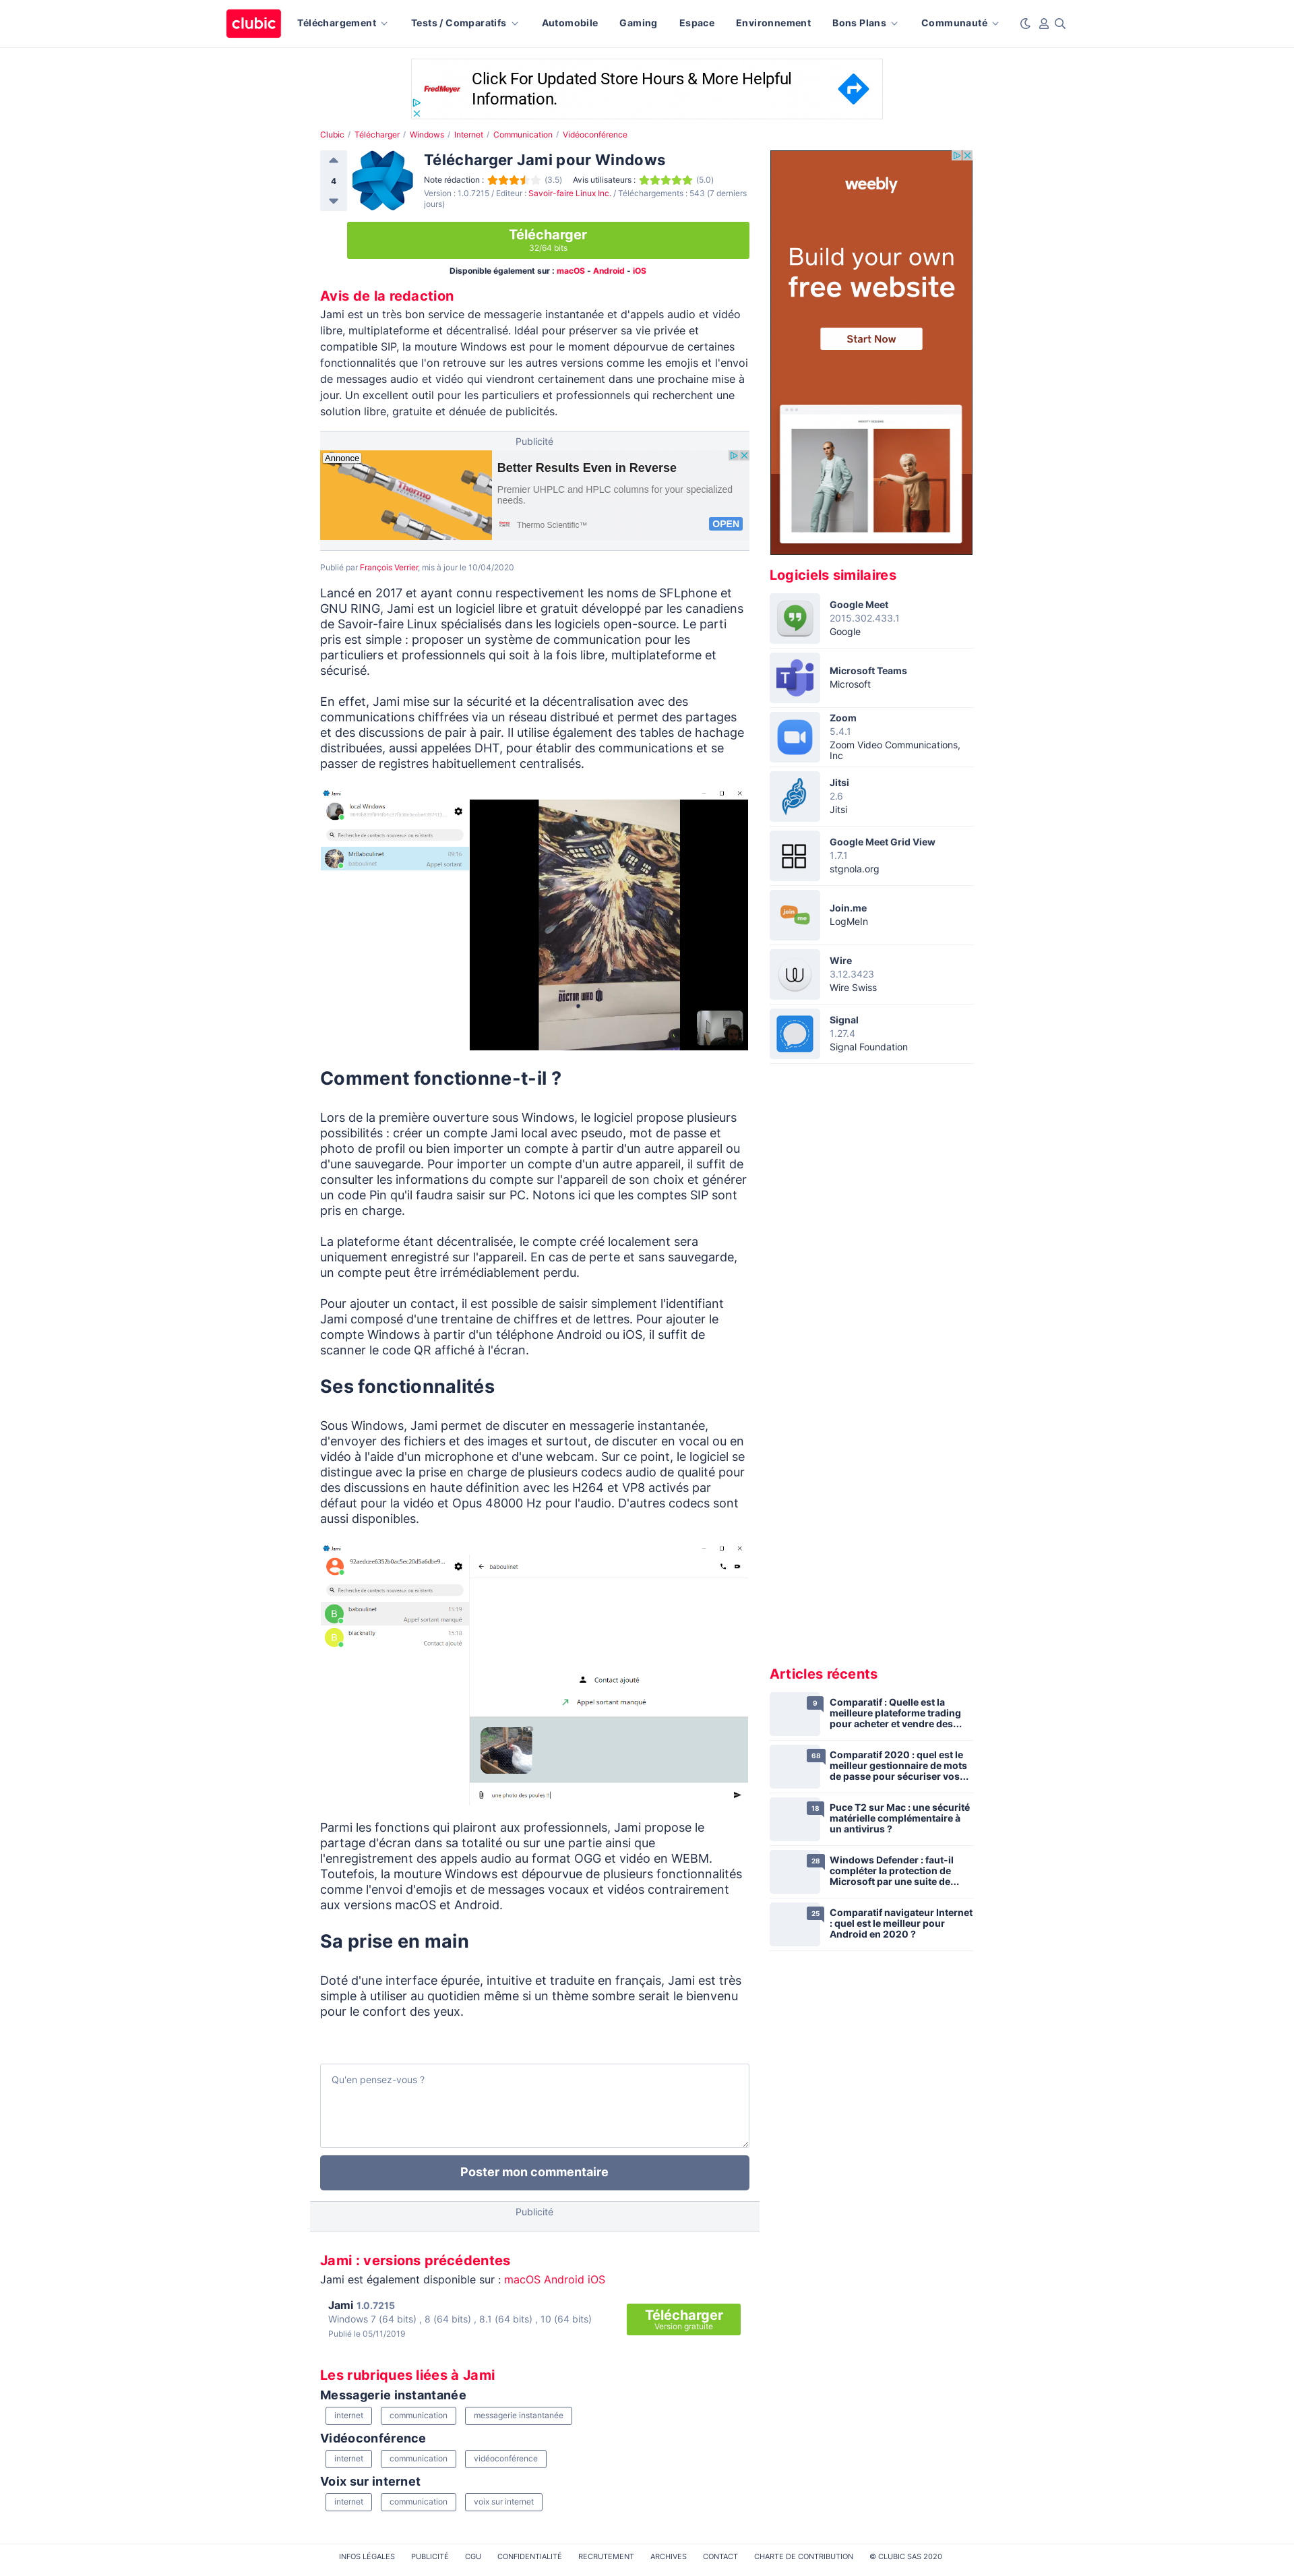 clubic Téléchargement Tests / Comparatifs Automobile Gaming Espace Environnement Bons Plans Communauté
FredMeyer
Click For Updated Store Hours & More Helpful
Information.
Clubic / Télécharger / Windows / Internet / Communication / Vidéoconférence
4
Télécharger Jami pour Windows
Note rédaction : (3.5) Avis utilisateurs : (5.0)
Version : 1.0.7215 / Editeur : Savoir-faire Linux Inc. / Téléchargements : 543 (7 derniers
jours)
Télécharger
32/64 bits
Disponible également sur : macOS - Android - iOS
Avis de la redaction
Jami est un très bon service de messagerie instantanée et d'appels audio et vidéo
libre, multiplateforme et décentralisé. Idéal pour préserver sa vie privée et
compatible SIP, la mouture Windows est pour le moment dépourvue de certaines
fonctionnalités que l'on retrouve sur les autres versions comme les emojis et l'envoi
de messages audio et vidéo qui viendront certainement dans une prochaine mise à
jour. Un excellent outil pour les particuliers et professionnels qui recherchent une
solution libre, gratuite et dénuée de publicités.
Publicité
Annonce
Thermo
Better Results Even in Reverse
Premier UHPLC and HPLC columns for your specialized
needs.
Thermo Scientific™
OPEN
Publié par François Verrier, mis à jour le 10/04/2020
Lancé en 2017 et ayant connu respectivement les noms de SFLphone et
GNU RING, Jami est un logiciel libre et gratuit développé par les canadiens
de Savoir-faire Linux spécialisés dans les logiciels open-source. Le parti
pris est simple : proposer un système de communication pour les
particuliers et professionnels qui soit à la fois libre, multiplateforme et
sécurisé.
En effet, Jami mise sur la sécurité et la décentralisation avec des
communications chiffrées via un réseau distribué et permet des partages
et des discussions de pair à pair. Il utilise également des tables de hachage
distribuées, aussi appelées DHT, pour établir des communications et se
passer de registres habituellement centralisés.
Jami
local Windows
Recherche de contacts nouveaux ou existants
MrBaboulinet 09:16
baboulinet Appel sortant
DOCTOR WHO
Comment fonctionne-t-il ?
Lors de la première ouverture sous Windows, le logiciel propose plusieurs
possibilités : créer un compte Jami local avec pseudo, mot de passe et
photo de profil ou bien importer un compte à partir d'un autre appareil ou
d'une sauvegarde. Pour importer un compte d'un autre appareil, il suffit de
consulter les informations du compte sur l'appareil de son choix et générer
un code Pin qu'il faudra saisir sur PC. Notons ici que les comptes SIP sont
pris en charge.
La plateforme étant décentralisée, le compte créé localement sera
uniquement enregistré sur l'appareil. En cas de perte et sans sauvegarde,
un compte peut être irrémédiablement perdu.
Pour ajouter un contact, il est possible de saisir simplement l'identifiant
Jami composé d'une trentaine de chiffres et de lettres. Pour ajouter le
compte Windows à partir d'un téléphone Android ou iOS, il suffit de
scanner le code QR affiché à l'écran.
Ses fonctionnalités
Sous Windows, Jami permet de discuter en messagerie instantanée,
d'envoyer des fichiers et des images et surtout, de discuter en vocal ou en
vidéo à l'aide d'un microphone et d'une webcam. Sur ce point, le logiciel se
distingue avec la prise en charge de plusieurs codecs audio de qualité pour
des discussions en haute définition avec les H264 et VP8 activés par
défaut pour la vidéo et Opus 48000 Hz pour l'audio. D'autres codecs sont
aussi disponibles.
Jami
92aedcee6352b0ac5ec20d5a6dbe9...
baboulinet
Recherche de contacts nouveaux ou existants
B baboulinet 15:19
Appel sortant manqué
B blacknally 15:18
Contact ajouté
Contact ajouté
Appel sortant manqué
une photo des poules !!
Parmi les fonctions qui plairont aux professionnels, Jami propose le
partage d'écran dans sa totalité ou sur une partie ainsi que
l'enregistrement des appels audio au format OGG et vidéo en WEBM.
Toutefois, la mouture Windows est dépourvue de plusieurs fonctionnalités
comme l'envoi d'emojis et de messages vocaux et vidéos contrairement
aux versions macOS et Android.
Sa prise en main
Doté d'une interface épurée, intuitive et traduite en français, Jami est très
simple à utiliser au quotidien même si un thème sombre serait le bienvenu
pour le confort des yeux.
Qu'en pensez-vous ?
Poster mon commentaire
Publicité
Jami : versions précédentes
Jami est également disponible sur : macOS Android iOS
Jami 1.0.7215
Windows 7 (64 bits) , 8 (64 bits) , 8.1 (64 bits) , 10 (64 bits)
Publié le 05/11/2019
Télécharger
Version gratuite
Les rubriques liées à Jami
Messagerie instantanée
internet communication messagerie instantanée
Vidéoconférence
internet communication vidéoconférence
Voix sur internet
internet communication voix sur internet
weebly
Build your own
free website
Start Now
Logiciels similaires
Google Meet
2015.302.433.1
Google
Microsoft Teams
Microsoft
Zoom
5.4.1
Zoom Video Communications,
Inc
Jitsi
2.6
Jitsi
Google Meet Grid View
1.7.1
stgnola.org
join me
Join.me
LogMeIn
Wire
3.12.3423
Wire Swiss
Signal
1.27.4
Signal Foundation
Articles récents
9
Comparatif : Quelle est la
meilleure plateforme trading
pour acheter et vendre des...
68
Comparatif 2020 : quel est le
meilleur gestionnaire de mots
de passe pour sécuriser vos...
18
Puce T2 sur Mac : une sécurité
matérielle complémentaire à
un antivirus ?
28
Windows Defender : faut-il
compléter la protection de
Microsoft par une suite de...
25
Comparatif navigateur Internet
: quel est le meilleur pour
Android en 2020 ?
INFOS LÉGALES PUBLICITÉ CGU CONFIDENTIALITÉ RECRUTEMENT ARCHIVES CONTACT CHARTE DE CONTRIBUTION © CLUBIC SAS 2020